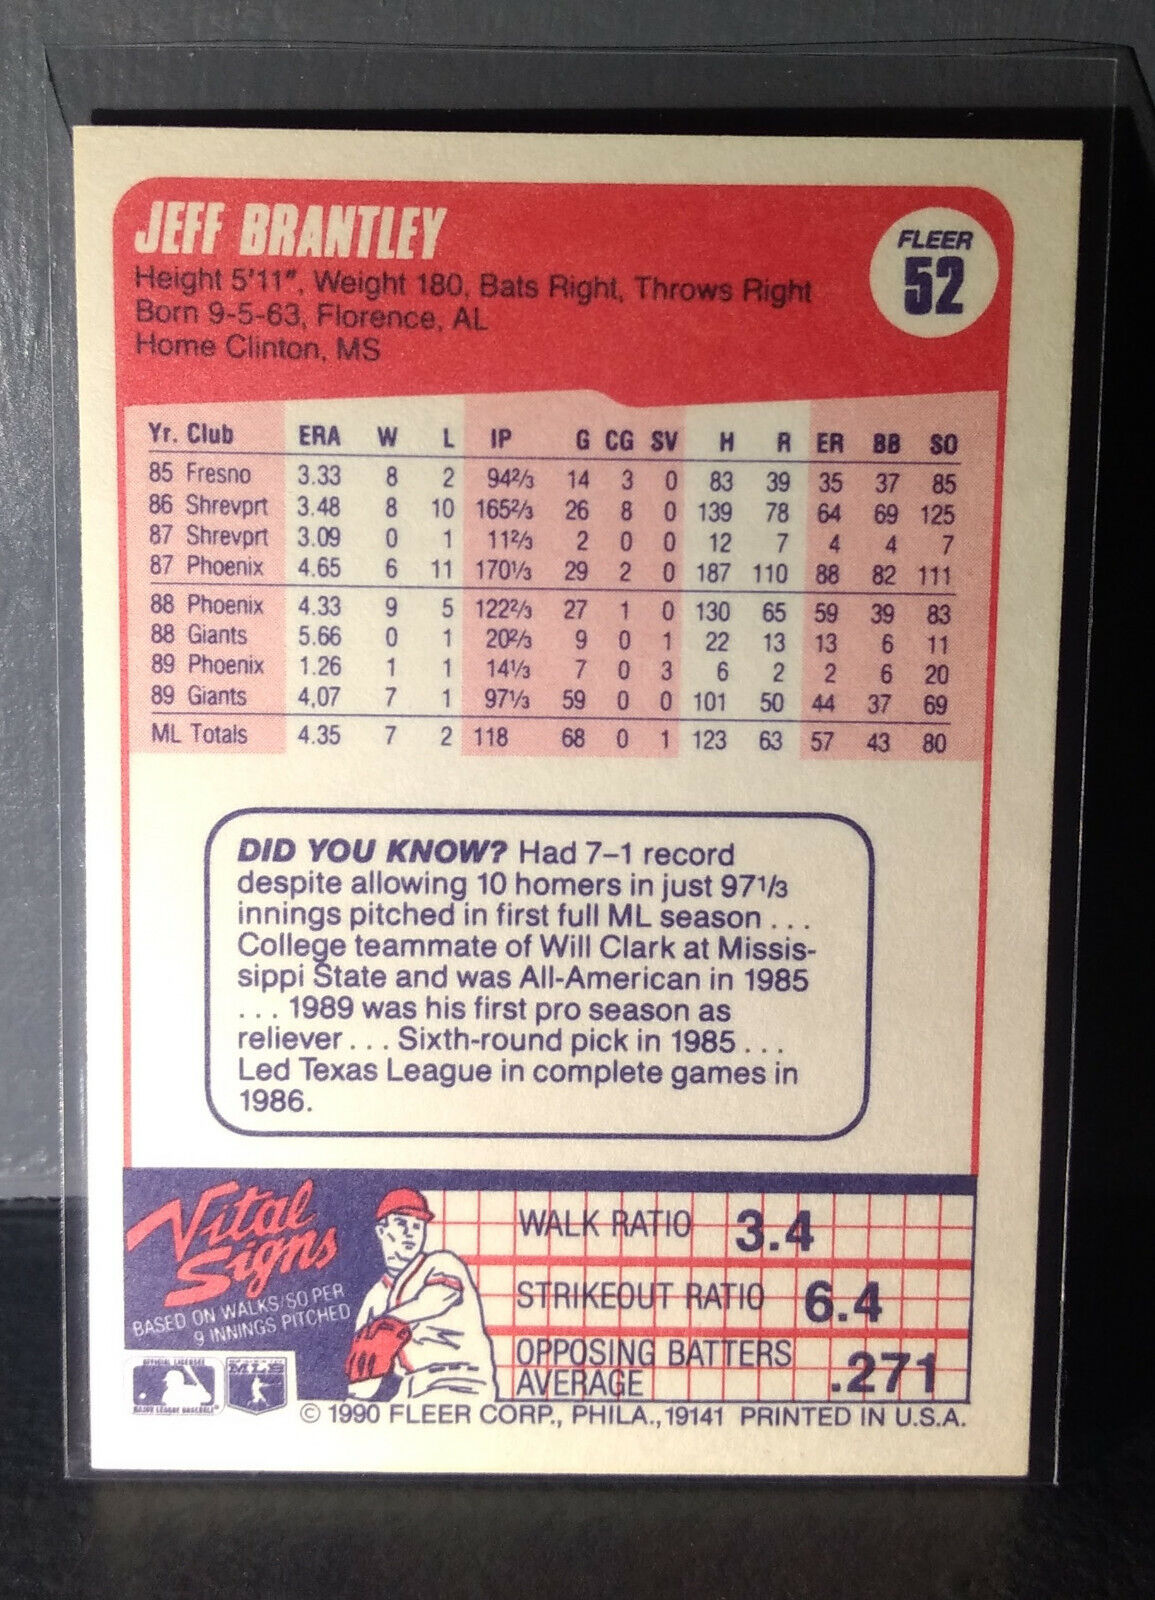 JEFF BRANTLEY
FLEER
52
Height 5'11", Weight 180, Bats Right, Throws Right
Born 9-5-63, Florence, AL
Home Clinton, MS
Yr. Club ERA W L IP G CG SV H R ER BB SO
85 Fresno 3.33 8 2 942/3 14 3 0 83 39 35 37 85
86 Shrevprt 3.48 8 10 1652/3 26 8 0 139 78 64 69 125
87 Shrevprt 3.09 0 1 112/3 2 0 0 12 7 4 4 7
87 Phoenix 4.65 6 11 1701/3 29 2 0 187 110 88 82 111
88 Phoenix 4.33 9 5 1222/3 27 1 0 130 65 59 39 83
88 Giants 5.66 0 1 202/3 9 0 1 22 13 13 6 11
89 Phoenix 1.26 1 1 141/3 7 0 3 6 2 2 6 20
89 Giants 4.07 7 1 971/3 59 0 0 101 50 44 37 69
ML Totals 4.35 7 2 118 68 0 1 123 63 57 43 80
DID YOU KNOW? Had 7–1 record
despite allowing 10 homers in just 971/3
innings pitched in first full ML season . . .
College teammate of Will Clark at Missis-
sippi State and was All-American in 1985
. . . 1989 was his first pro season as
reliever . . . Sixth-round pick in 1985 . . .
Led Texas League in complete games in
1986.
Vital
Signs
BASED ON WALKS/SO PER
9 INNINGS PITCHED
WALK RATIO 3.4
STRIKEOUT RATIO 6.4
OPPOSING BATTERS
AVERAGE .271
OFFICIAL LICENSEE
MAJOR LEAGUE BASEBALL
© 1990 FLEER CORP., PHILA., 19141 PRINTED IN U.S.A.